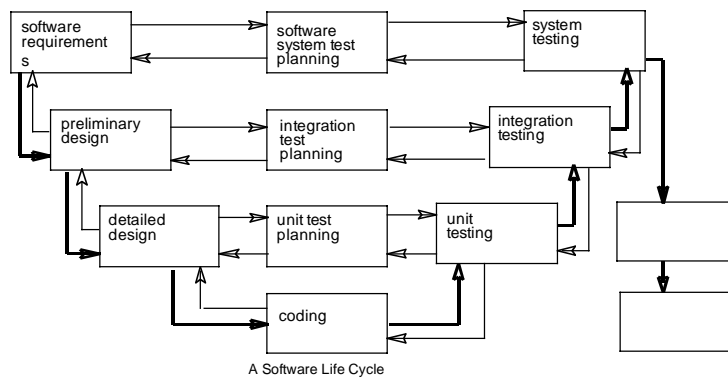 software
requirement
s
software
system test
planning
system
testing
preliminary
design
integration
test
planning
integration
testing
detailed
design
unit test
planning
unit
testing
coding
A Software Life Cycle